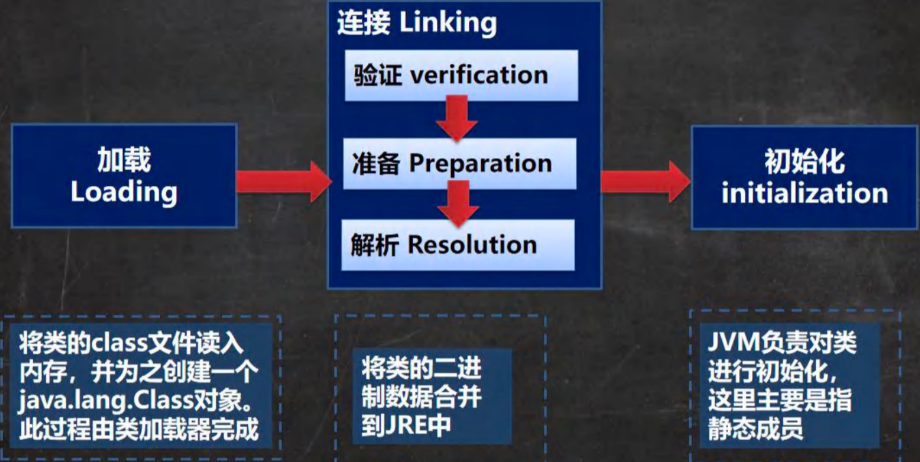 连接 Linking
验证 verification
准备 Preparation
解析 Resolution
加载
Loading
初始化
initialization
将类的class文件读入
内存，并为之创建一个
java.lang.Class对象。
此过程由类加载器完成
将类的二进
制数据合并
到JRE中
JVM负责对类
进行初始化，
这里主要是指
静态成员